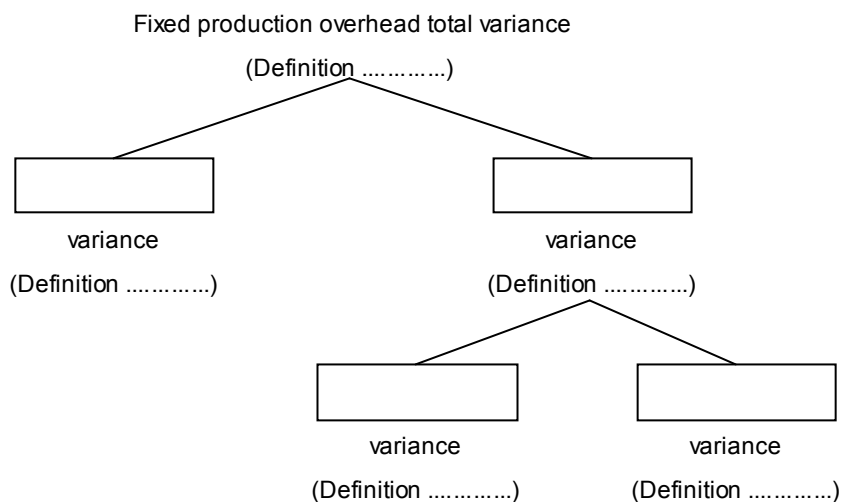 Fixed production overhead total variance
(Definition .............)
variance
variance
(Definition .............)
(Definition .............)
variance
variance
(Definition .............)
(Definition .............)